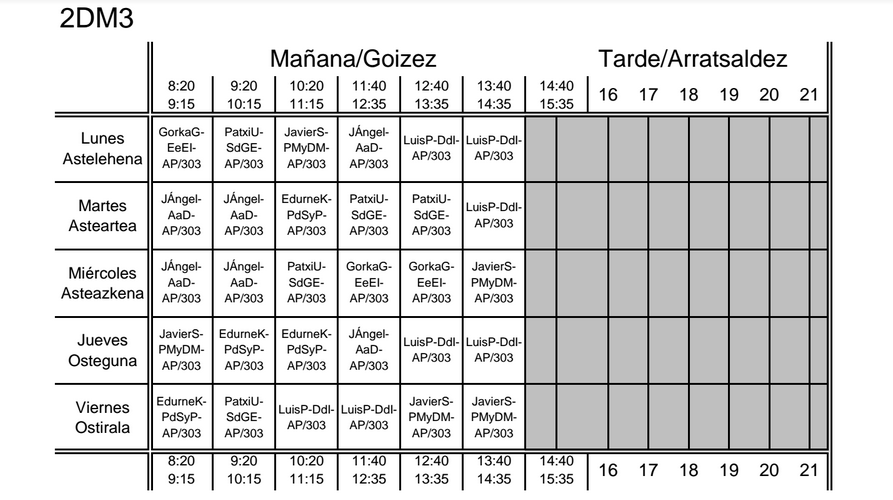 2DM3
Mañana/Goizez Tarde/Arratsaldez
8:20 9:20 10:20 11:40 12:40 13:40 14:40
9:15 10:15 11:15 12:35 13:35 14:35 15:35 16 17 18 19 20 21
Lunes
Astelehena
GorkaG-
EeEI-
AP/303
PatxiU-
SdGE-
AP/303
JavierS-
PMyDM-
AP/303
JÁngel-
AaD-
AP/303
LuisP-DdI-
AP/303
LuisP-DdI-
AP/303
Martes
Asteartea
JÁngel-
AaD-
AP/303
JÁngel-
AaD-
AP/303
EdurneK-
PdSyP-
AP/303
PatxiU-
SdGE-
AP/303
PatxiU-
SdGE-
AP/303
LuisP-DdI-
AP/303
Miércoles
Asteazkena
JÁngel-
AaD-
AP/303
JÁngel-
AaD-
AP/303
PatxiU-
SdGE-
AP/303
GorkaG-
EeEI-
AP/303
GorkaG-
EeEI-
AP/303
JavierS-
PMyDM-
AP/303
Jueves
Osteguna
JavierS-
PMyDM-
AP/303
EdurneK-
PdSyP-
AP/303
EdurneK-
PdSyP-
AP/303
JÁngel-
AaD-
AP/303
LuisP-DdI-
AP/303
LuisP-DdI-
AP/303
Viernes
Ostirala
EdurneK-
PdSyP-
AP/303
PatxiU-
SdGE-
AP/303
LuisP-DdI-
AP/303
LuisP-DdI-
AP/303
JavierS-
PMyDM-
AP/303
JavierS-
PMyDM-
AP/303
8:20 9:20 10:20 11:40 12:40 13:40 14:40
9:15 10:15 11:15 12:35 13:35 14:35 15:35 16 17 18 19 20 21